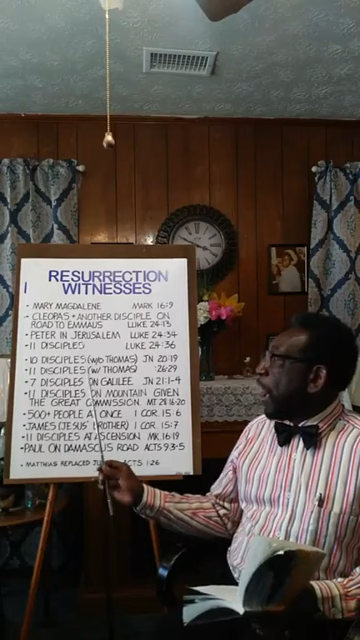 RESURRECTION
WITNESSES
- MARY MAGDALENE MARK 16:9
- CLEOPAS + ANOTHER DISCIPLE ON
ROAD TO EMMAUS LUKE 24:13
- PETER IN JERUSALEM LUKE 24:34
- 11 DISCIPLES LUKE 24:36
- 10 DISCIPLES (w/o THOMAS) JN 20:19
- 11 DISCIPLES (w/ THOMAS) :26-29
- 7 DISCIPLES ON GALILEE JN 21:1-4
- 11 DISCIPLES ON MOUNTAIN GIVEN
THE GREAT COMMISSION MT 28:16-20
- 500+ PEOPLE AT ONCE 1 COR. 15:6
- JAMES (JESUS' BROTHER) 1 COR. 15:7
- 11 DISCIPLES AT ASCENSION MK. 16:19
- PAUL ON DAMASCUS ROAD ACTS 9:3-5
• MATTHIAS REPLACED ACTS 1:26